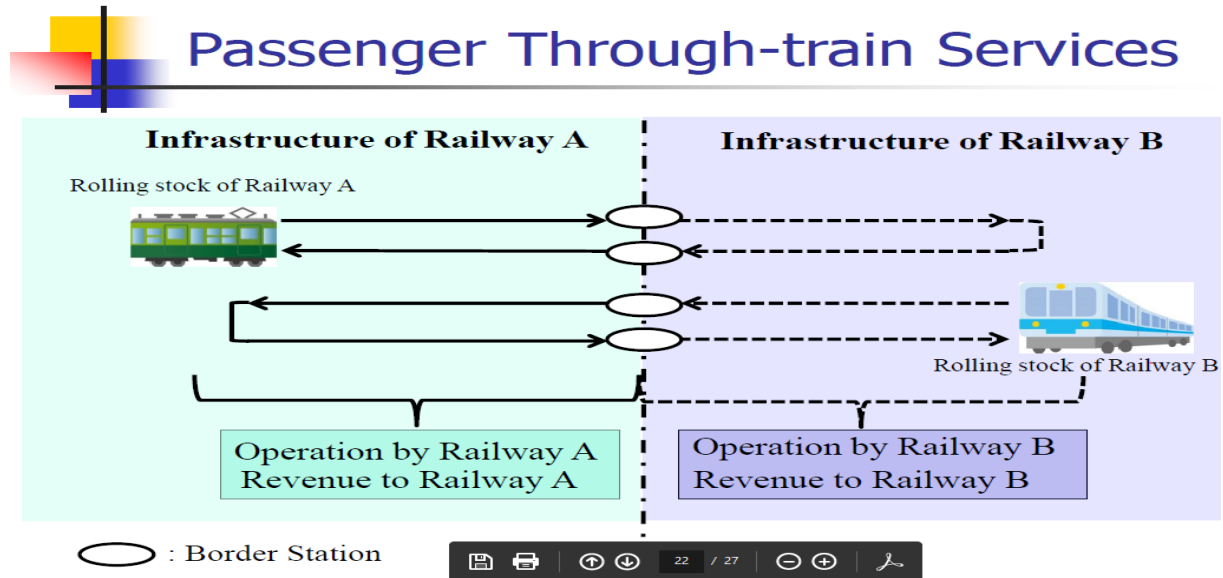 Passenger Through-train Services
Infrastructure of Railway A
Infrastructure of Railway B
Rolling stock of Railway A
Rolling stock of Railway B
Operation by Railway A
Revenue to Railway A
Operation by Railway B
Revenue to Railway B
: Border Station
22 / 27